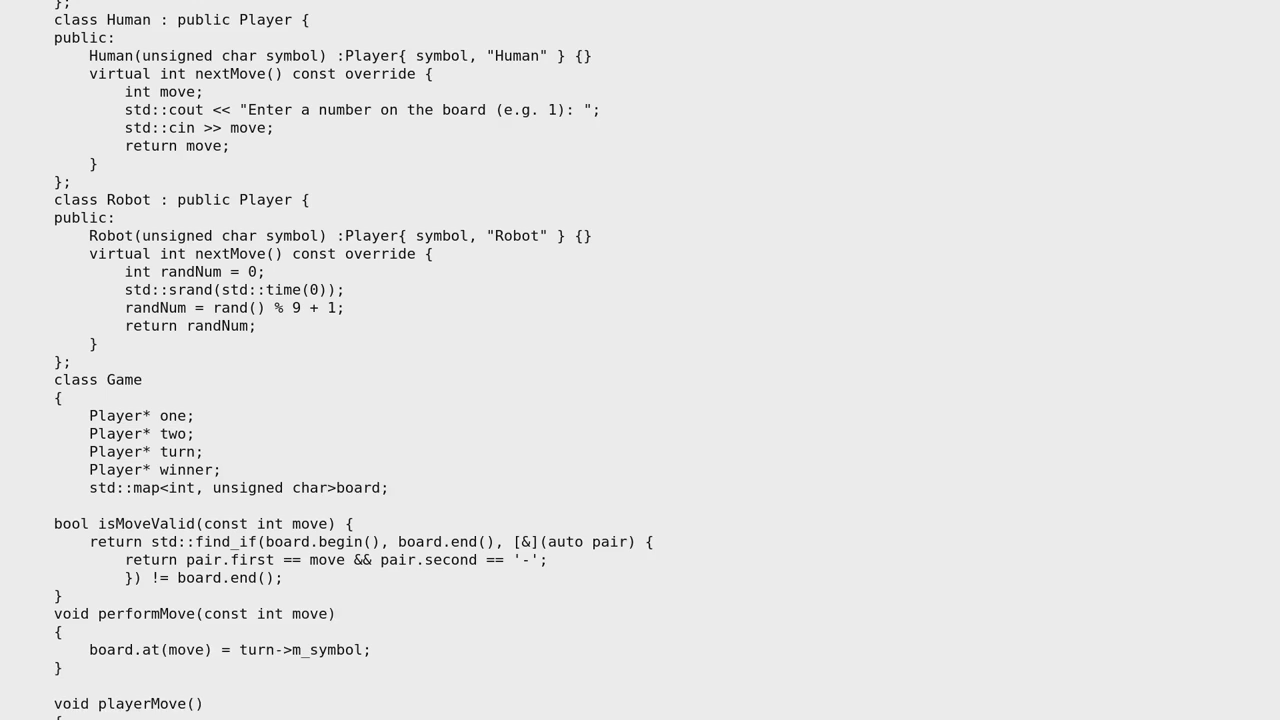 };
class Human : public Player {
public:
    Human(unsigned char symbol) :Player{ symbol, "Human" } {}
    virtual int nextMove() const override {
        int move;
        std::cout << "Enter a number on the board (e.g. 1): ";
        std::cin >> move;
        return move;
    }
};
class Robot : public Player {
public:
    Robot(unsigned char symbol) :Player{ symbol, "Robot" } {}
    virtual int nextMove() const override {
        int randNum = 0;
        std::srand(std::time(0));
        randNum = rand() % 9 + 1;
        return randNum;
    }
};
class Game
{
    Player* one;
    Player* two;
    Player* turn;
    Player* winner;
    std::map<int, unsigned char>board;

bool isMoveValid(const int move) {
    return std::find_if(board.begin(), board.end(), [&](auto pair) {
        return pair.first == move && pair.second == '-';
        }) != board.end();
}
void performMove(const int move)
{
    board.at(move) = turn->m_symbol;
}

void playerMove()
{